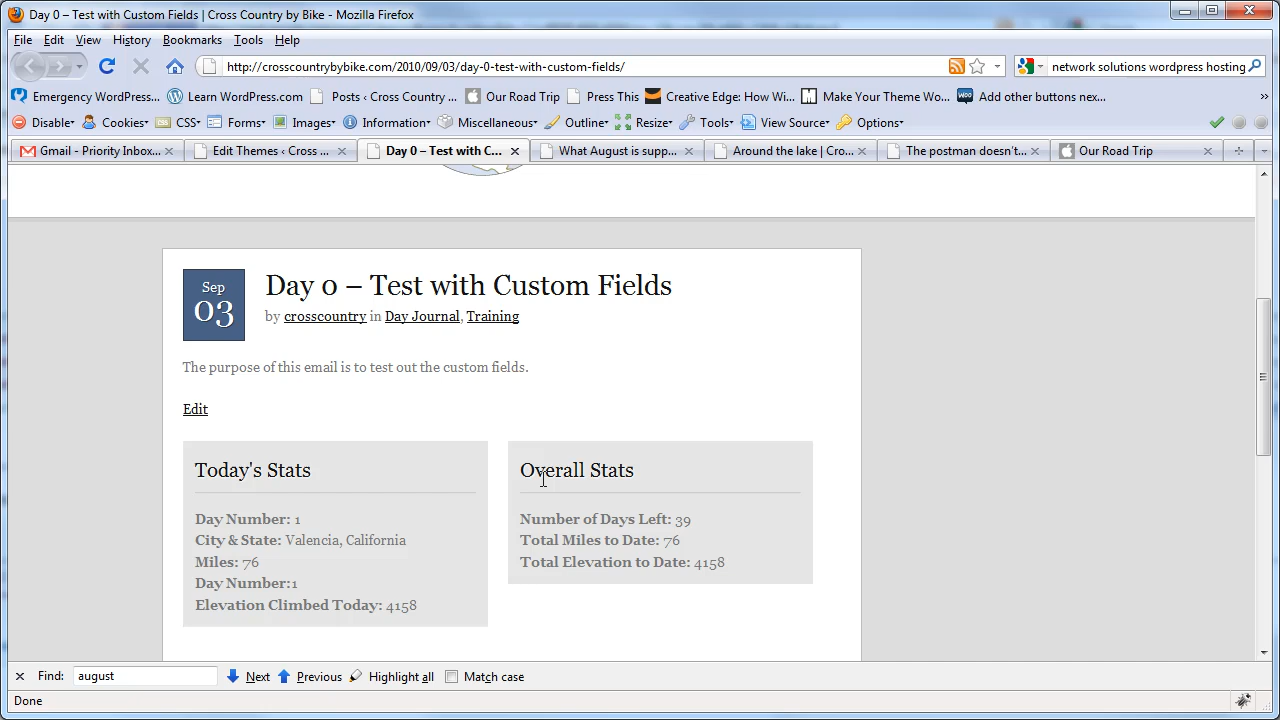 Day 0 – Test with Custom Fields | Cross Country by Bike - Mozilla Firefox
File Edit View History Bookmarks Tools Help
http://crosscountrybybike.com/2010/09/03/day-0-test-with-custom-fields/ network solutions wordpress hosting
Emergency WordPress... Learn WordPress.com Posts ‹ Cross Country ... Our Road Trip Press This Creative Edge: How Wi... Make Your Theme Wo... Add other buttons now... »
Disable Cookies CSS Forms Images Information Miscellaneous Outline Resize Tools View Source Options
Gmail - Priority Inbox... Edit Themes ‹ Cross ... Day 0 – Test with C... What August is supp... Around the lake | Cro... The postman doesn't... Our Road Trip
Sep
03
Day 0 – Test with Custom Fields
by crosscountry in Day Journal, Training
The purpose of this email is to test out the custom fields.
Edit
Today's Stats
Day Number: 1
City & State: Valencia, California
Miles: 76
Day Number:1
Elevation Climbed Today: 4158
Overall Stats
Number of Days Left: 39
Total Miles to Date: 76
Total Elevation to Date: 4158
Find: august Next Previous Highlight all Match case
Done